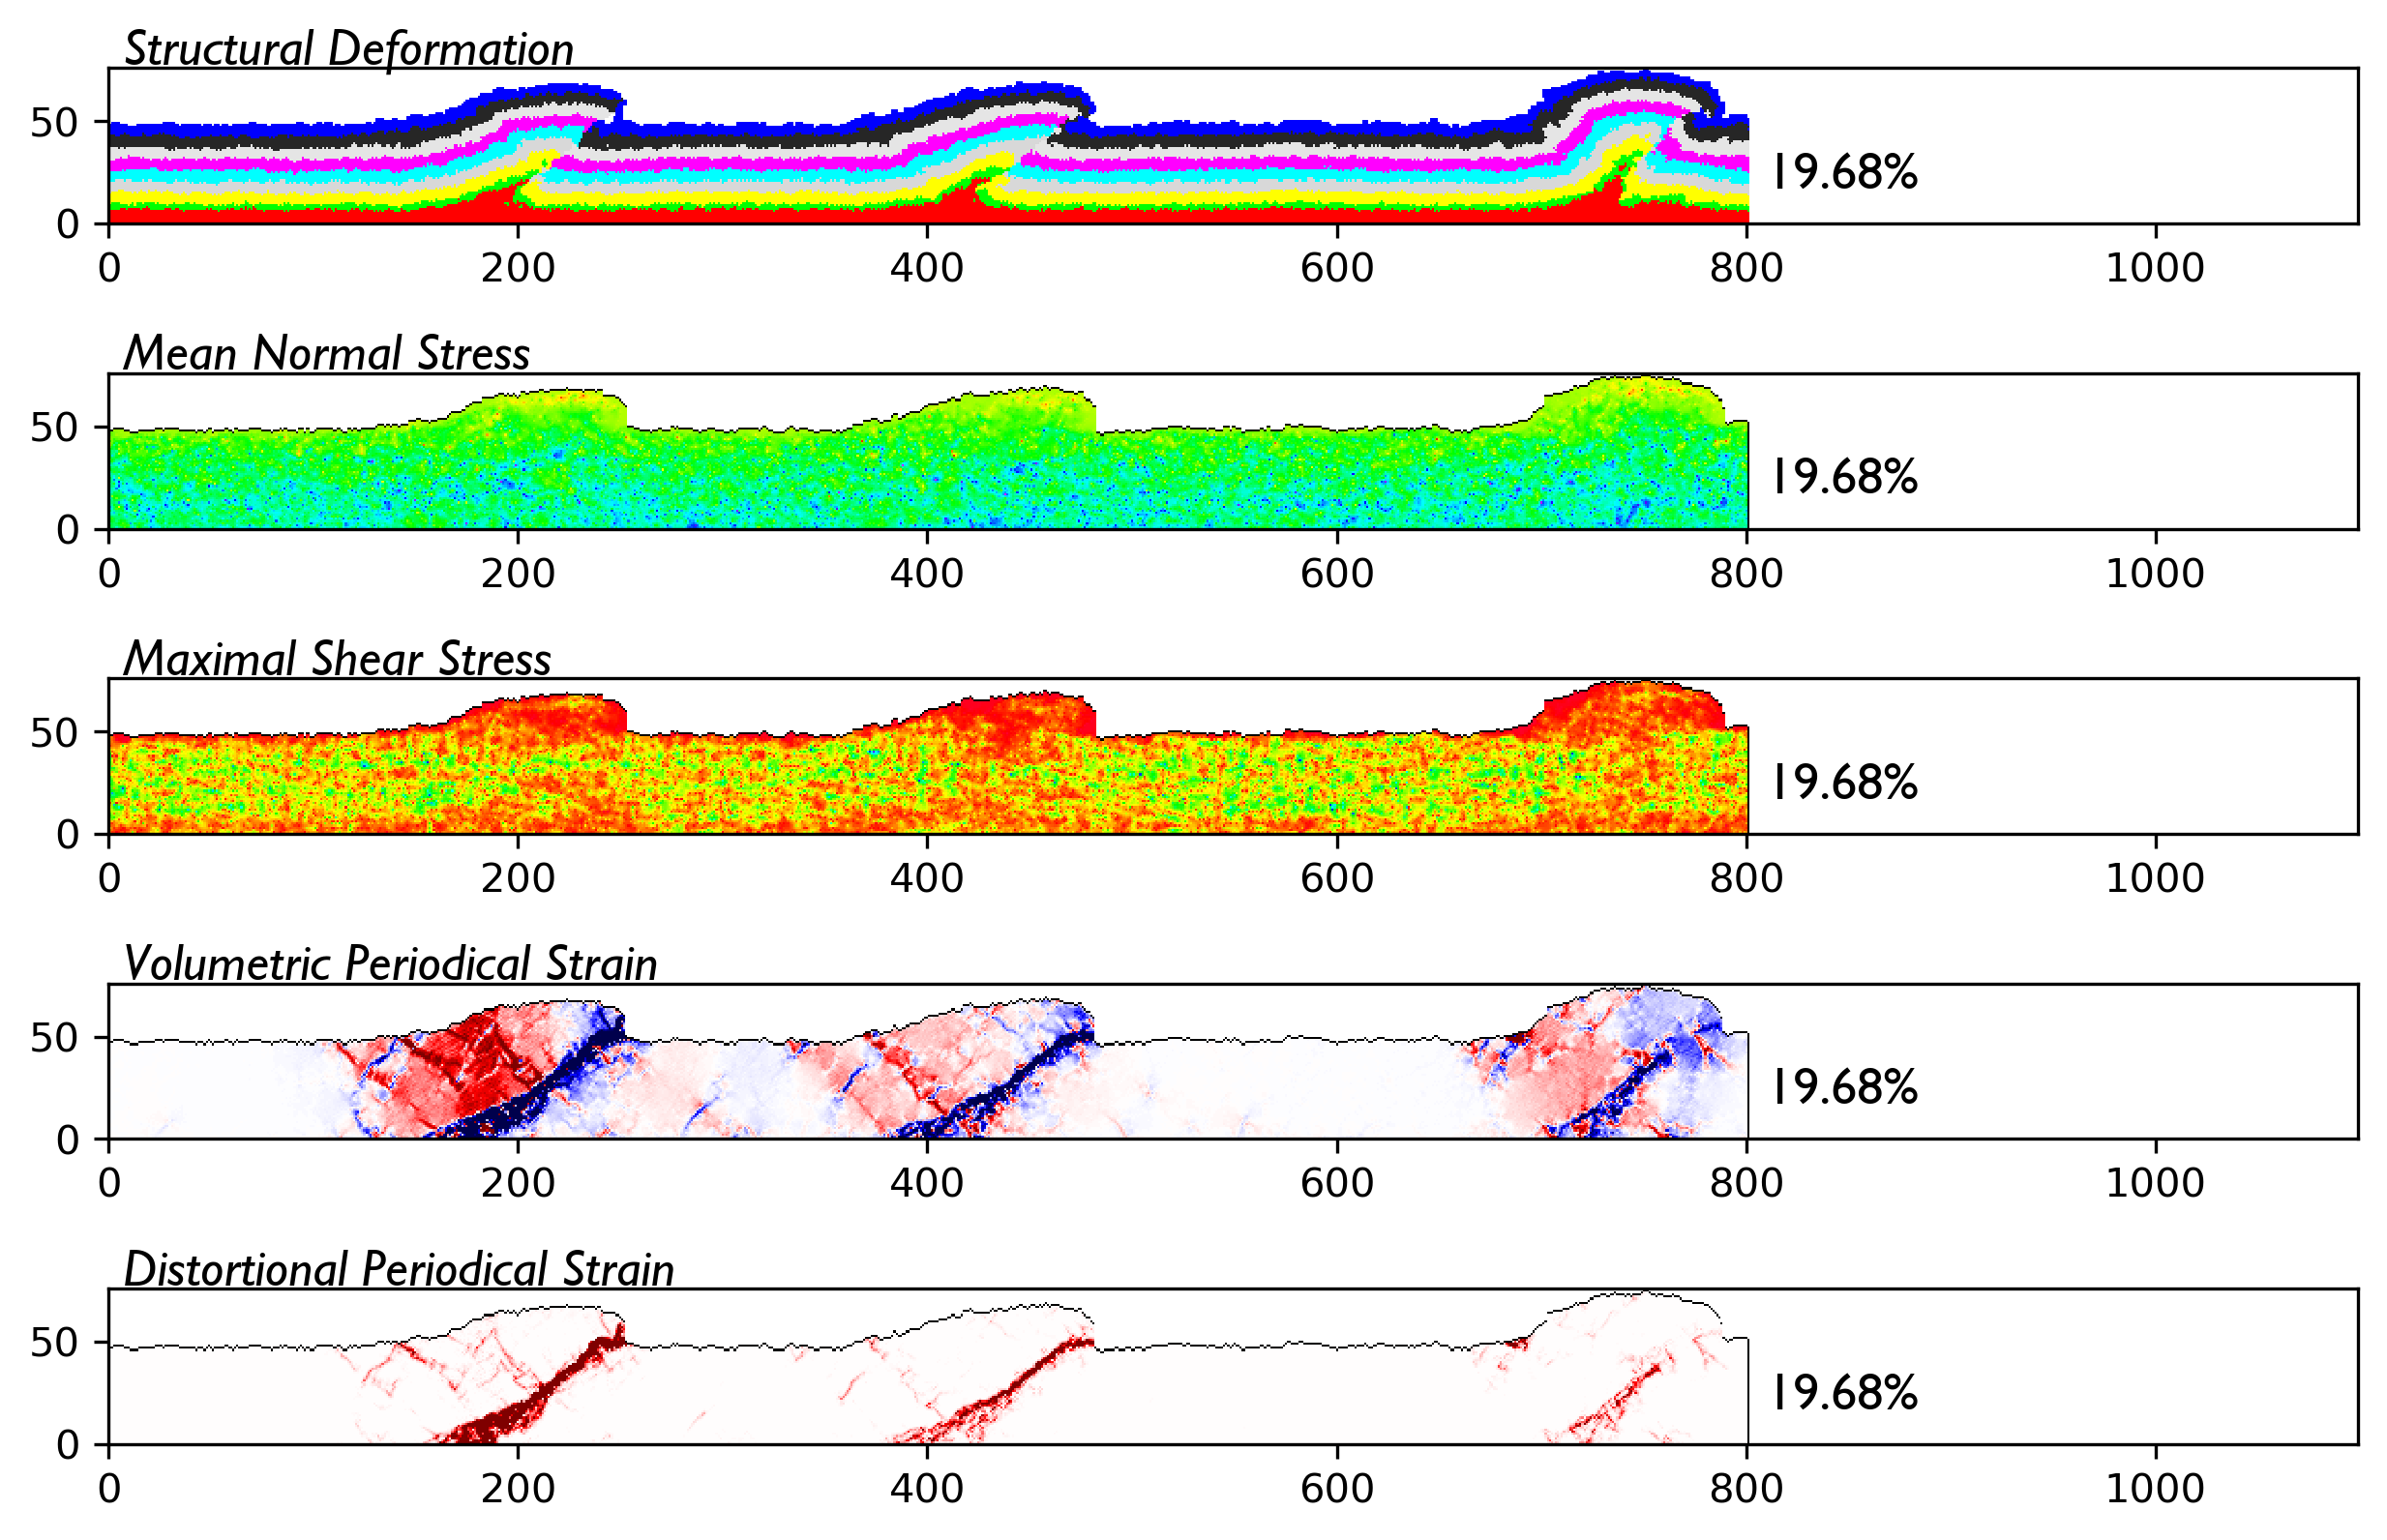 Structural Deformation
50
19.68%
0
0 200 400 600 800 1000
Mean Normal Stress
50
19.68%
0
0 200 400 600 800 1000
Maximal Shear Stress
50
19.68%
0
0 200 400 600 800 1000
Volumetric Periodical Strain
50
19.68%
0
0 200 400 600 800 1000
Distortional Periodical Strain
50
19.68%
0
0 200 400 600 800 1000